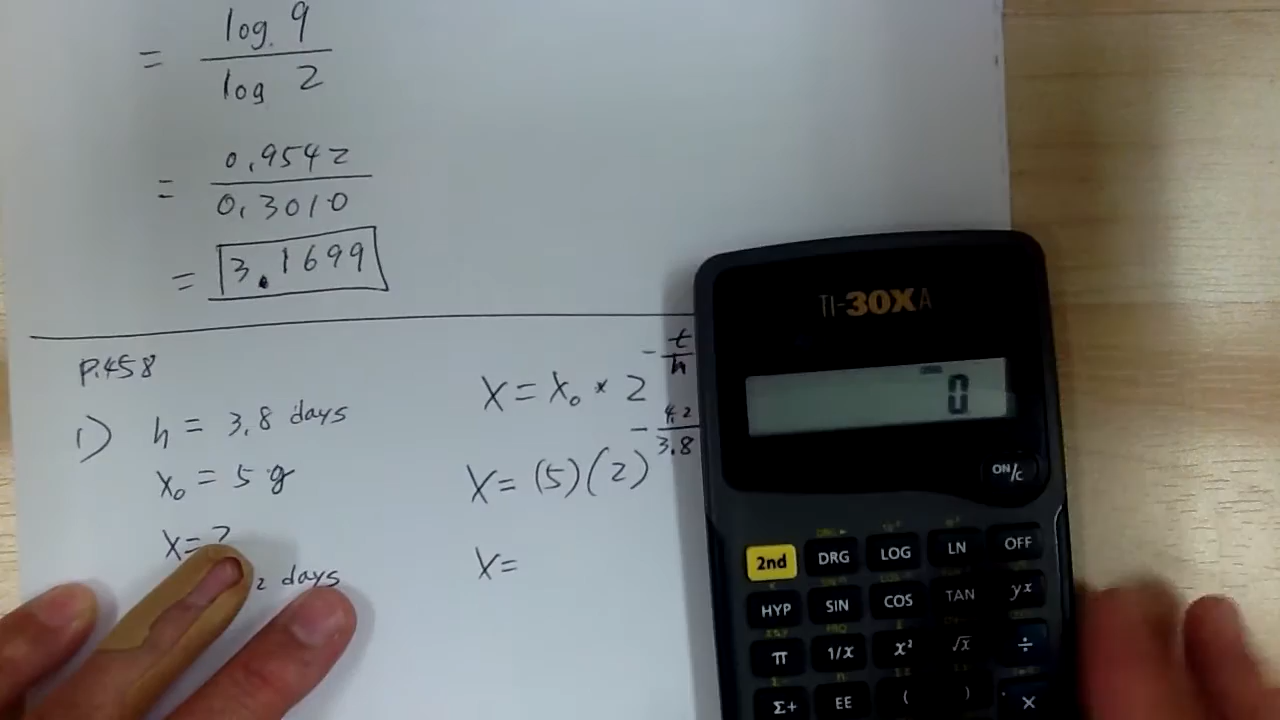 = log 9
log 2
= 0.9542
0.3010
= 3.1699
P.458
1) h = 3.8 days
x₀ = 5 g
x = ?
2 days
X = X₀ * 2 - t/h
X = (5)(2) - 4.2/3.8
X =
TI-30XA
-0
ON/C
2nd DRG LOG LN OFF
HYP SIN COS TAN yx
π 1/x x² √x ÷
Σ+ EE ( ) ×